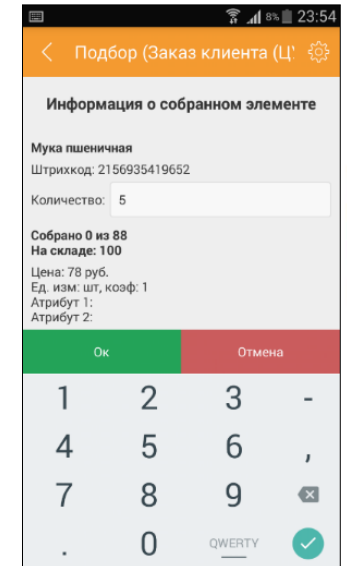 8% 23:54
Подбор (Заказ клиента (Ц
Информация о собранном элементе
Мука пшеничная
Штрихкод: 2156935419652
Количество: 5
Собрано 0 из 88
На складе: 100
Цена: 78 руб.
Ед. изм: шт, коэф: 1
Атрибут 1:
Атрибут 2:
Ок Отмена
1 2 3 -
4 5 6 ,
7 8 9
. 0 QWERTY